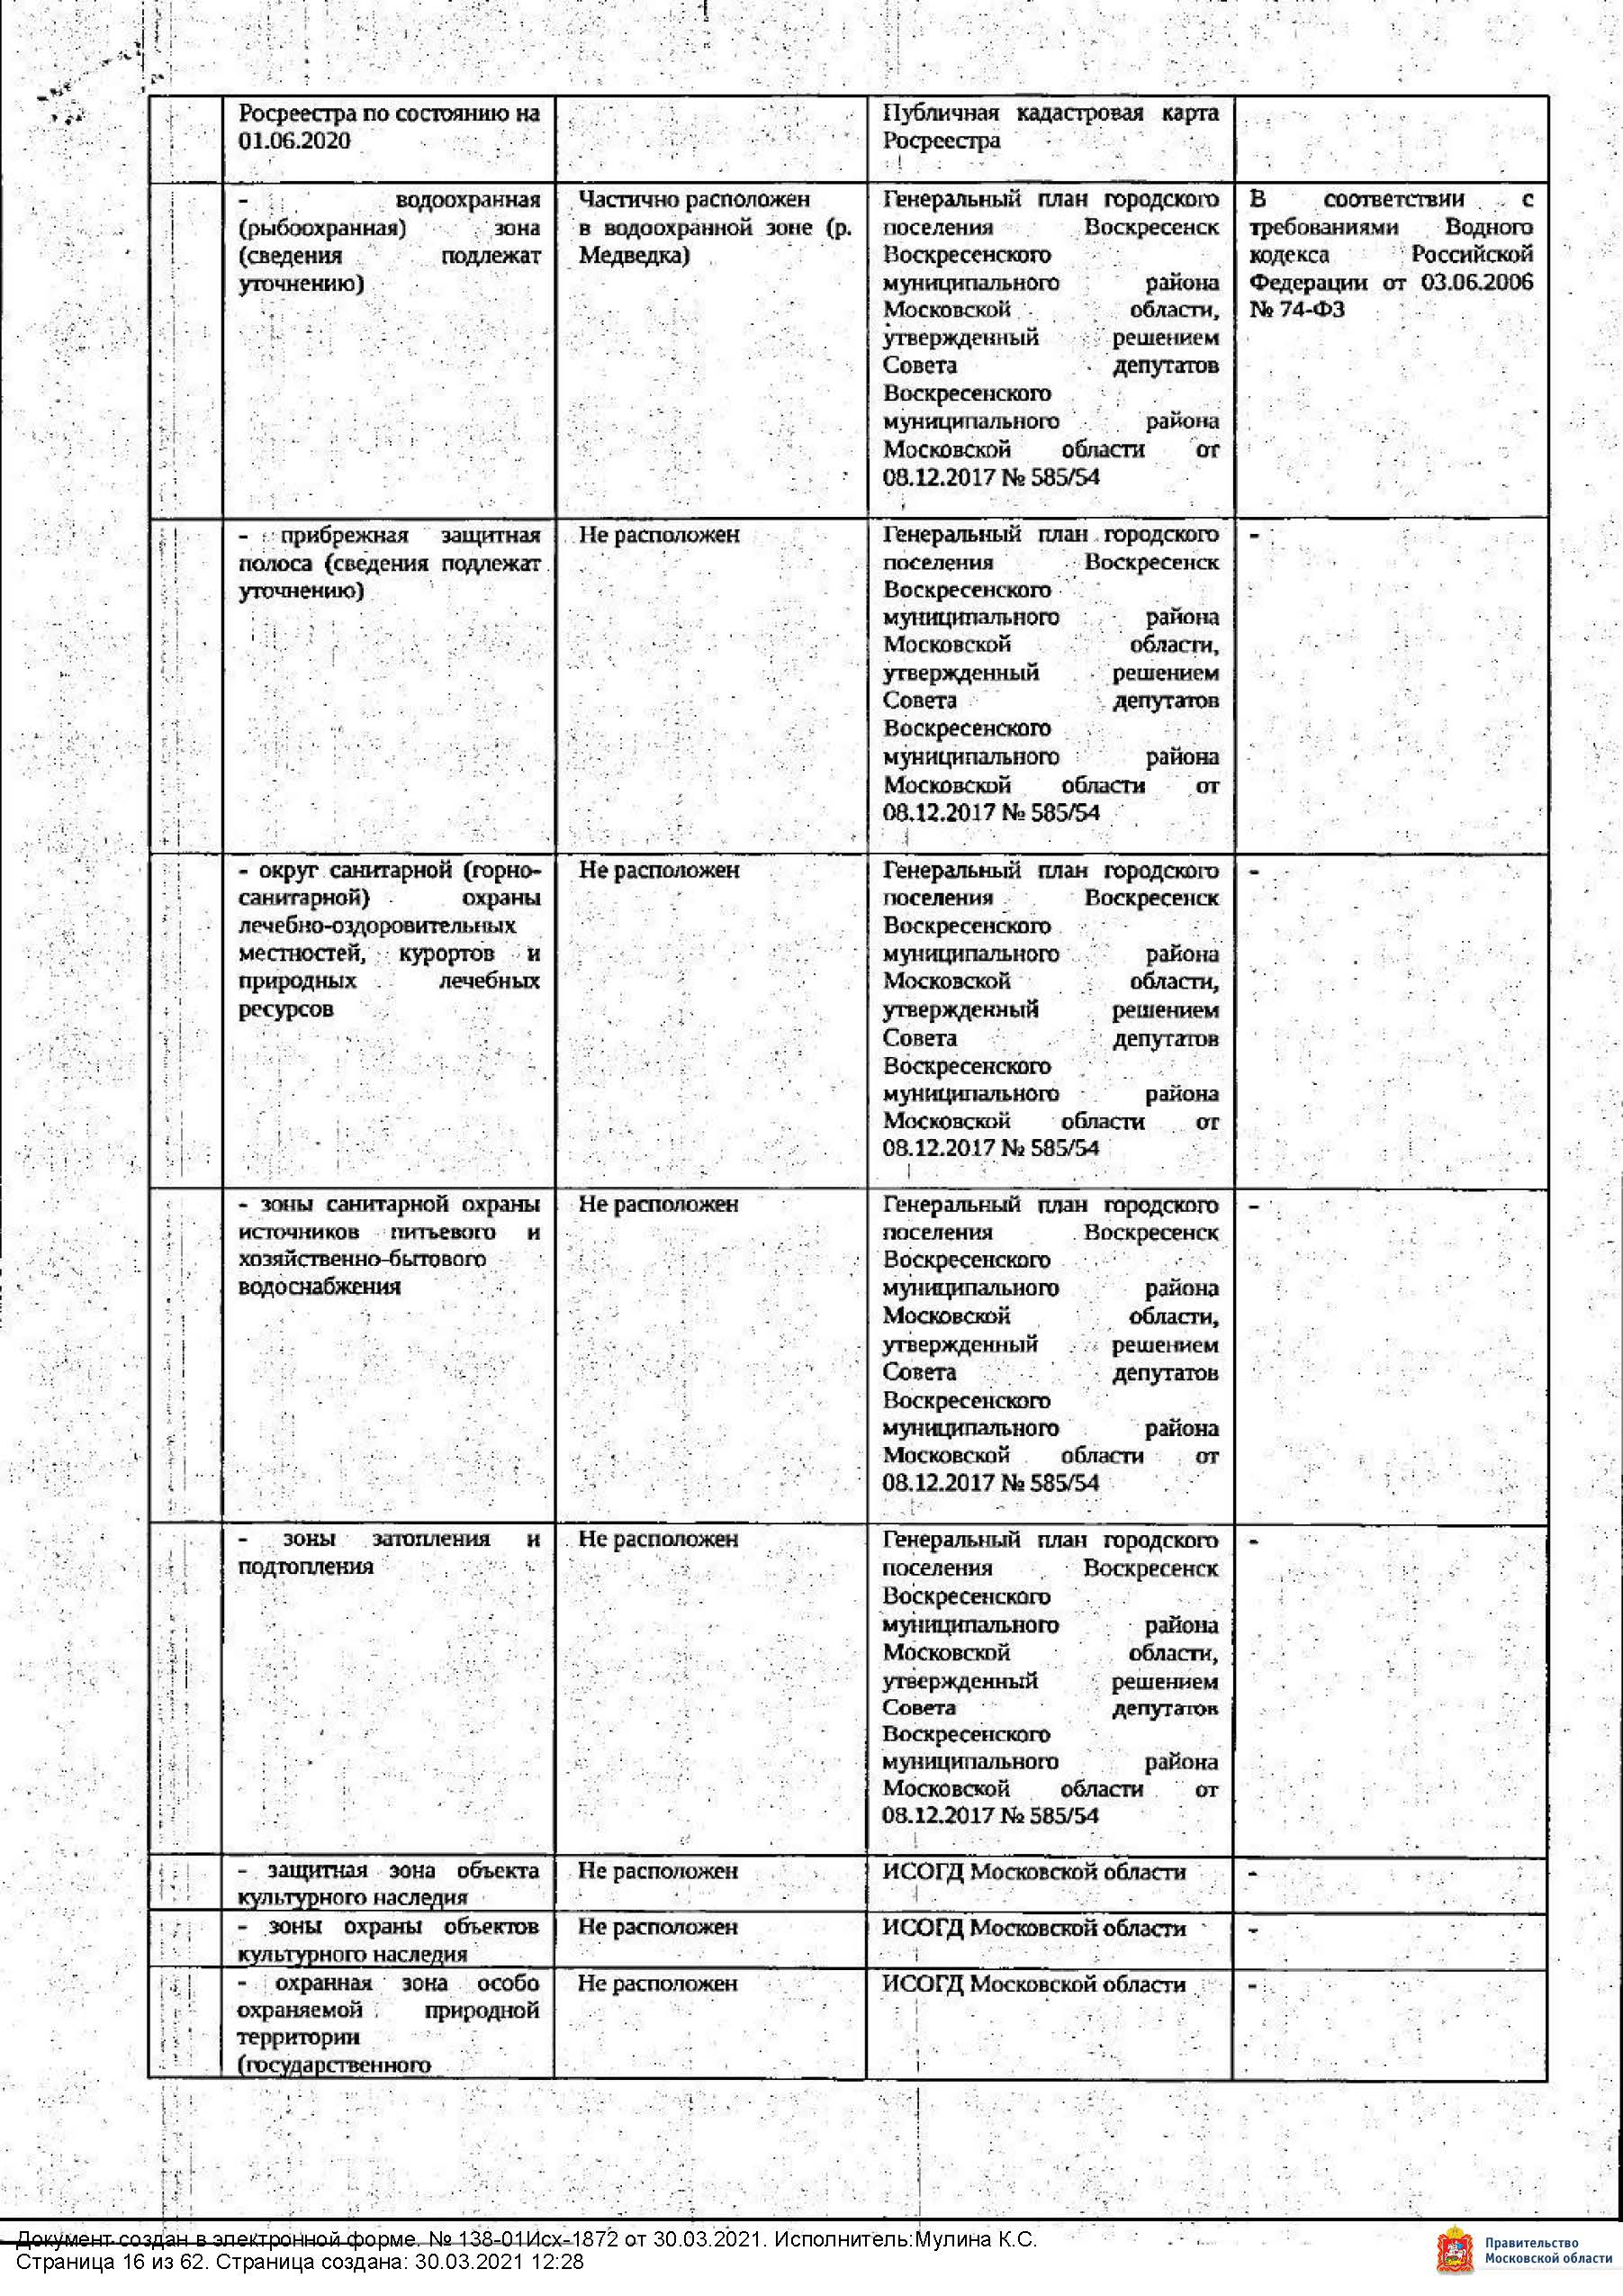 Росреестра по состоянию на
01.06.2020
Публичная кадастровая карта
Росреестра
- водоохранная
(рыбоохранная) зона
(сведения подлежат
уточнению)
Частично расположен
в водоохранной зоне (р.
Медведка)
Генеральный план городского
поселения Воскресенск
Воскресенского
муниципального района
Московской области,
утвержденный решением
Совета депутатов
Воскресенского
муниципального района
Московской области от
08.12.2017 № 585/54
В соответствии с
требованиями Водного
кодекса Российской
Федерации от 03.06.2006
№ 74-ФЗ
- прибрежная защитная
полоса (сведения подлежат
уточнению)
Не расположен
Генеральный план городского
поселения Воскресенск
Воскресенского
муниципального района
Московской области,
утвержденный решением
Совета депутатов
Воскресенского
муниципального района
Московской области от
08.12.2017 № 585/54
-
- округ санитарной (горно-
санитарной) охраны
лечебно-оздоровительных
местностей, курортов и
природных лечебных
ресурсов
Не расположен
Генеральный план городского
поселения Воскресенск
Воскресенского
муниципального района
Московской области,
утвержденный решением
Совета депутатов
Воскресенского
муниципального района
Московской области от
08.12.2017 № 585/54
-
- зоны санитарной охраны
источников питьевого и
хозяйственно-бытового
водоснабжения
Не расположен
Генеральный план городского
поселения Воскресенск
Воскресенского
муниципального района
Московской области,
утвержденный решением
Совета депутатов
Воскресенского
муниципального района
Московской области от
08.12.2017 № 585/54
-
- зоны затопления и
подтопления
Не расположен
Генеральный план городского
поселения Воскресенск
Воскресенского
муниципального района
Московской области,
утвержденный решением
Совета депутатов
Воскресенского
муниципального района
Московской области от
08.12.2017 № 585/54
-
- защитная зона объекта
культурного наследия
Не расположен
ИСОГД Московской области
-
- зоны охраны объектов
культурного наследия
Не расположен
ИСОГД Московской области
-
- охранная зона особо
охраняемой природной
территории
(государственного
Не расположен
ИСОГД Московской области
-
Документ создан в электронной форме. № 138-01Исх-1872 от 30.03.2021. Исполнитель:Мулина К.С.
Страница 16 из 62. Страница создана: 30.03.2021 12:28
Правительство
Московской области